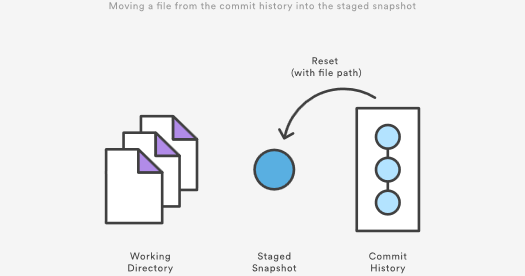 Moving a file from the commit history into the staged snapshot
Reset
(with file path)
Working
Directory
Staged
Snapshot
Commit
History